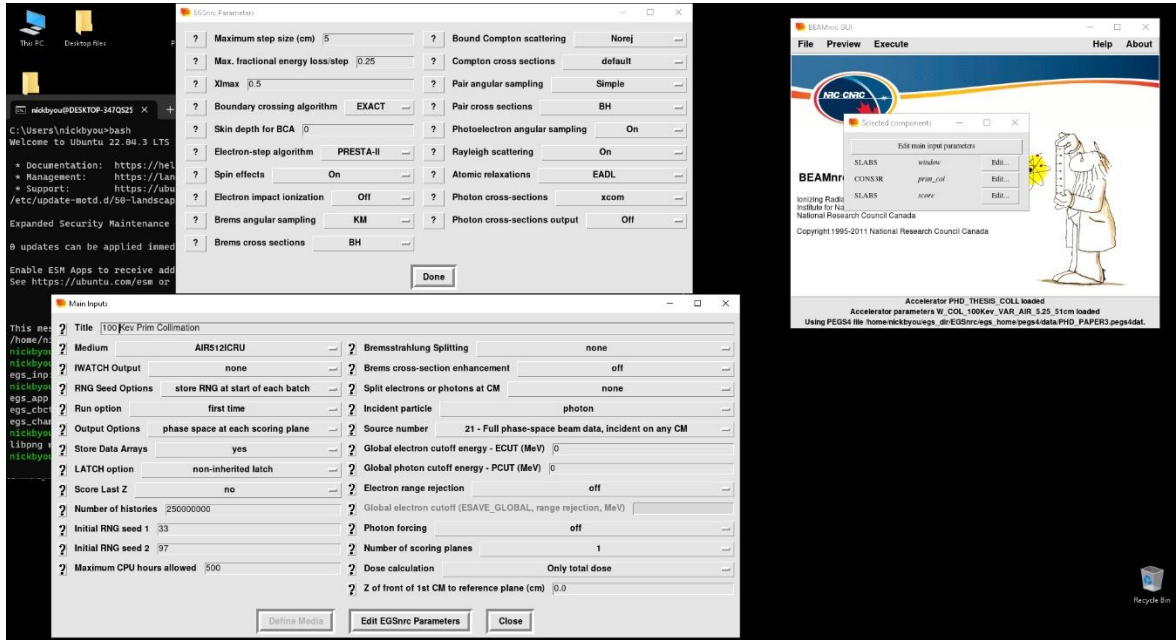 This PC
Desktop files
P
nickbyou@DESKTOP-347QS25
C:\Users\nickbyou>bash
Welcome to Ubuntu 22.04.3 LTS
* Documentation: https://hel
* Management: https://lan
* Support: https://ubu
/etc/update-motd.d/50-landscap
Expanded Security Maintenance
0 updates can be applied immed
Enable ESM Apps to receive add
See https://ubuntu.com/esm or
This mes
/home/ni
nickbyou
nickbyou
egs_inp
egs_app
egs_cbct
egs_chan
nickbyou
libpng w
nickbyou
EGSnrc Parameters
? Maximum step size (cm) 5
? Max. fractional energy loss/step 0.25
? XImax 0.5
? Boundary crossing algorithm EXACT
? Skin depth for BCA 0
? Electron-step algorithm PRESTA-II
? Spin effects On
? Electron impact ionization Off
? Brems angular sampling KM
? Brems cross sections BH
? Bound Compton scattering Norej
? Compton cross sections default
? Pair angular sampling Simple
? Pair cross sections BH
? Photoelectron angular sampling On
? Rayleigh scattering On
? Atomic relaxations EADL
? Photon cross-sections xcom
? Photon cross-sections output Off
Done
Main Inputs
? Title 100 Kev Prim Collimation
? Medium AIR512ICRU
? IWATCH Output none
? RNG Seed Options store RNG at start of each batch
? Run option first time
? Output Options phase space at each scoring plane
? Store Data Arrays yes
? LATCH option non-inherited latch
? Score Last Z no
? Number of histories 250000000
? Initial RNG seed 1 33
? Initial RNG seed 2 97
? Maximum CPU hours allowed 500
? Bremsstrahlung Splitting none
? Brems cross-section enhancement off
? Split electrons or photons at CM none
? Incident particle photon
? Source number 21 - Full phase-space beam data, incident on any CM
? Global electron cutoff energy - ECUT (MeV) 0
? Global photon cutoff energy - PCUT (MeV) 0
? Electron range rejection off
? Global electron cutoff (ESAVE_GLOBAL, range rejection, MeV)
? Photon forcing off
? Number of scoring planes 1
? Dose calculation Only total dose
? Z of front of 1st CM to reference plane (cm) 0.0
Define Media
Edit EGSnrc Parameters
Close
BEAMnrc GUI
File Preview Execute Help About
NRC·CNRC
BEAMnr
Ionizing Radia
Institute for Na
National Research Council Canada
Copyright 1995-2011 National Research Council Canada
Selected components
Edit main input parameters
SLABS window Edit...
CONS3R prim_col Edit...
SLABS score Edit...
Accelerator PHD_THESIS_COLL loaded
Accelerator parameters W_COL_100Kev_VAR_AIR_5.25_51cm loaded
Using PEGS4 file /home/nickbyou/egs_dir/EGSnrc/egs_home/pegs4/data/PHD_PAPER3.pegs4dat.
Recycle Bin